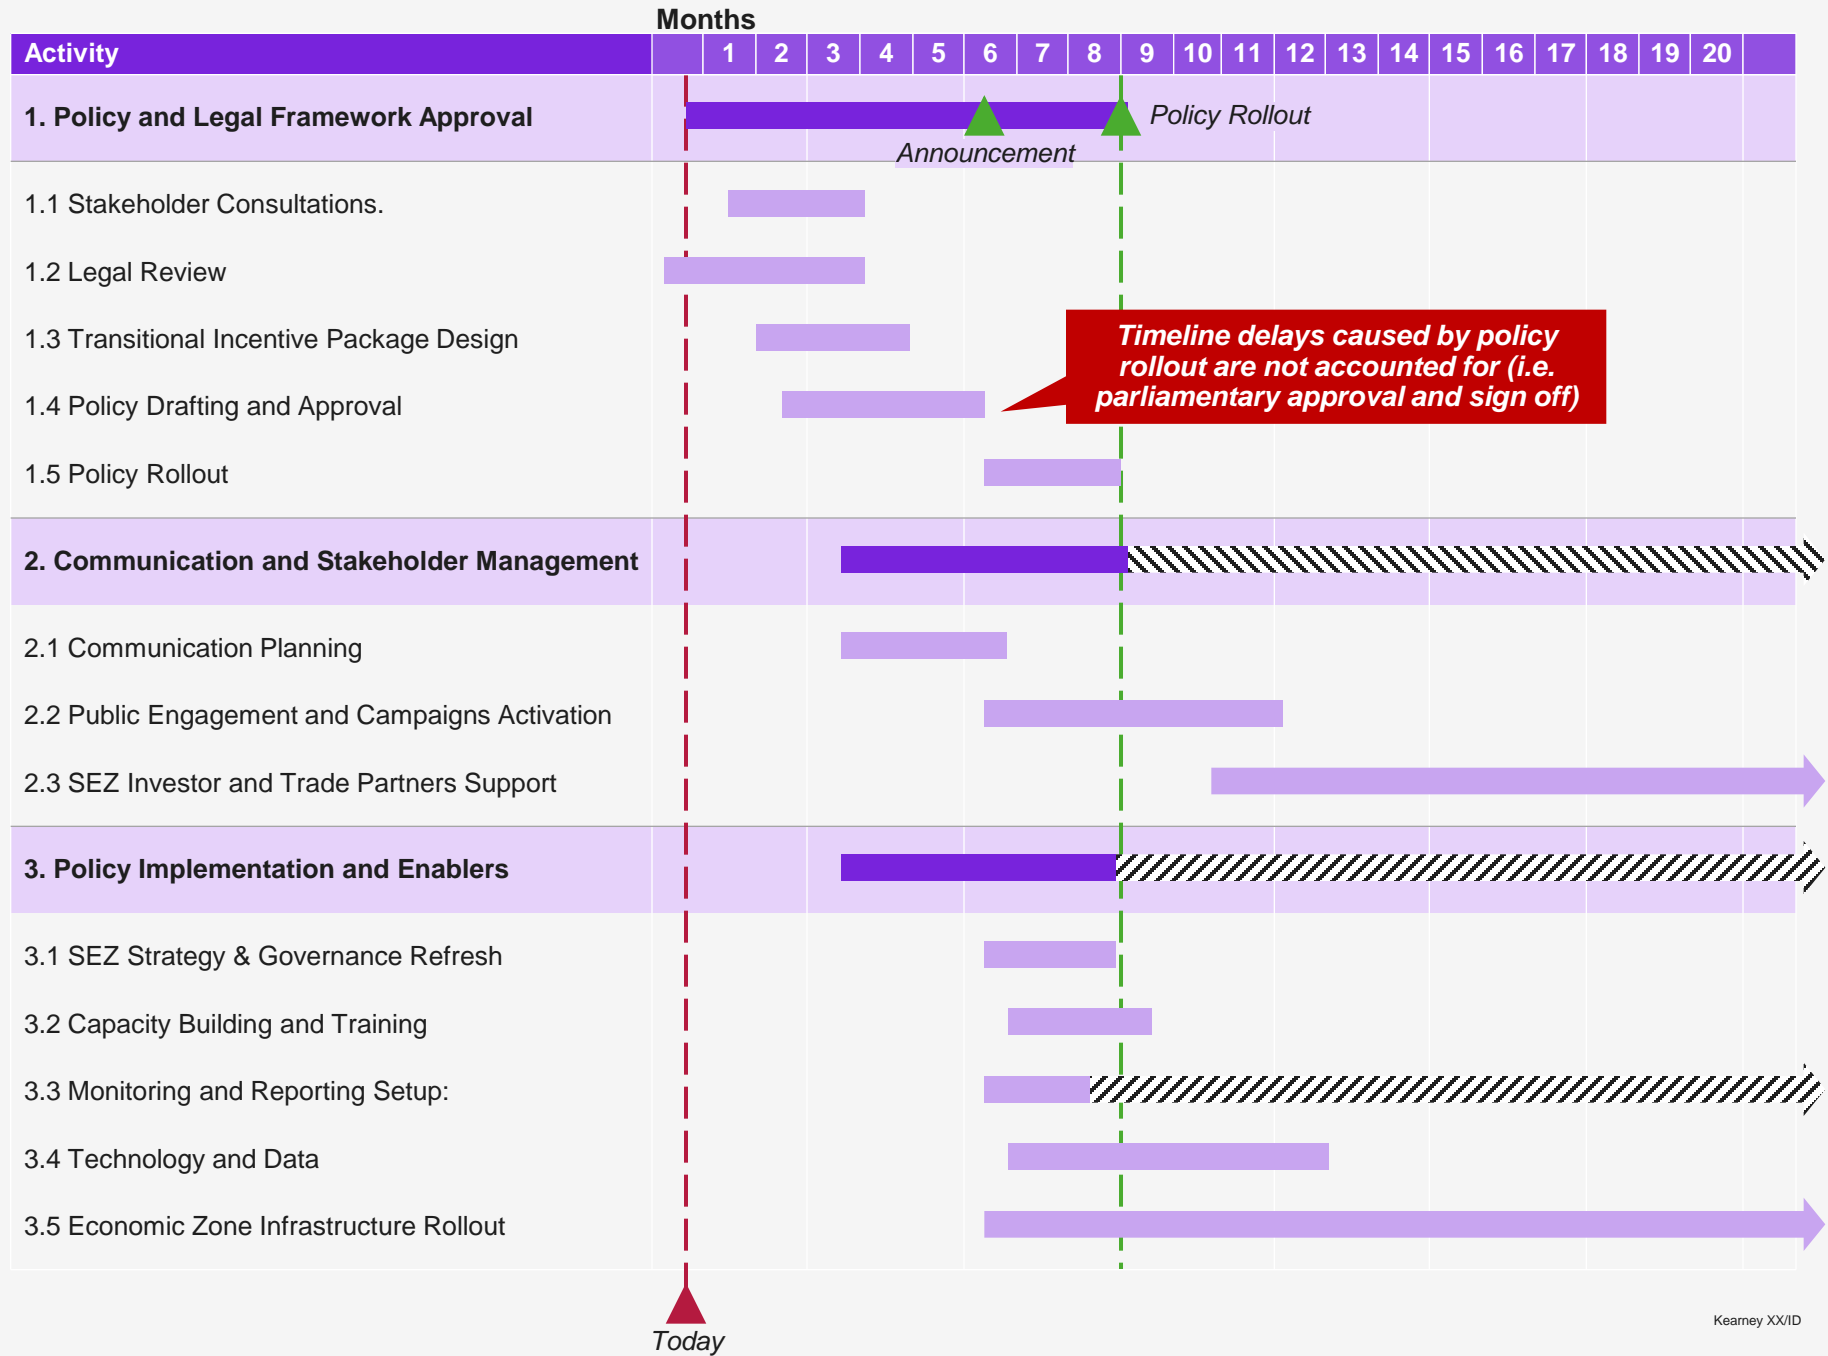 Months
Activity 1 2 3 4 5 6 7 8 9 10 11 12 13 14 15 16 17 18 19 20
1. Policy and Legal Framework Approval
Policy Rollout
Announcement
1.1 Stakeholder Consultations.
1.2 Legal Review
1.3 Transitional Incentive Package Design
Timeline delays caused by policy
rollout are not accounted for (i.e.
parliamentary approval and sign off)
1.4 Policy Drafting and Approval
1.5 Policy Rollout
2. Communication and Stakeholder Management
2.1 Communication Planning
2.2 Public Engagement and Campaigns Activation
2.3 SEZ Investor and Trade Partners Support
3. Policy Implementation and Enablers
3.1 SEZ Strategy & Governance Refresh
3.2 Capacity Building and Training
3.3 Monitoring and Reporting Setup:
3.4 Technology and Data
3.5 Economic Zone Infrastructure Rollout
Today
Kearney XX/ID